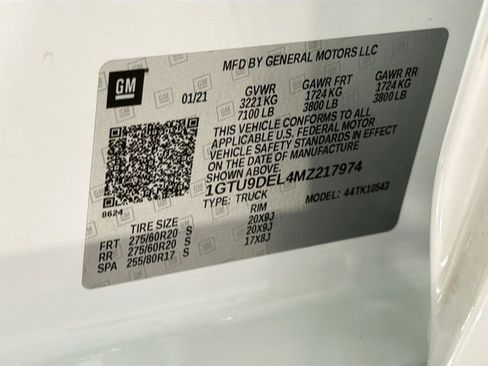 MFD BY GENERAL MOTORS LLC
GM
01/21
GVWR GAWR FRT GAWR RR
3221 KG 1724 KG 1724 KG
7100 LB 3800 LB 3800 LB
THIS VEHICLE CONFORMS TO ALL
APPLICABLE U.S. FEDERAL MOTOR
VEHICLE SAFETY STANDARDS IN EFFECT
ON THE DATE OF MANUFACTURE
SHOWN ABOVE.
1GTU9DEL4MZ217974
TYPE: TRUCK MODEL: 44TK10543
8624
TIRE SIZE RIM
FRT 275/60R20 S 20X9J
RR 275/60R20 S 20X9J
SPA 255/80R17 S 17X8J